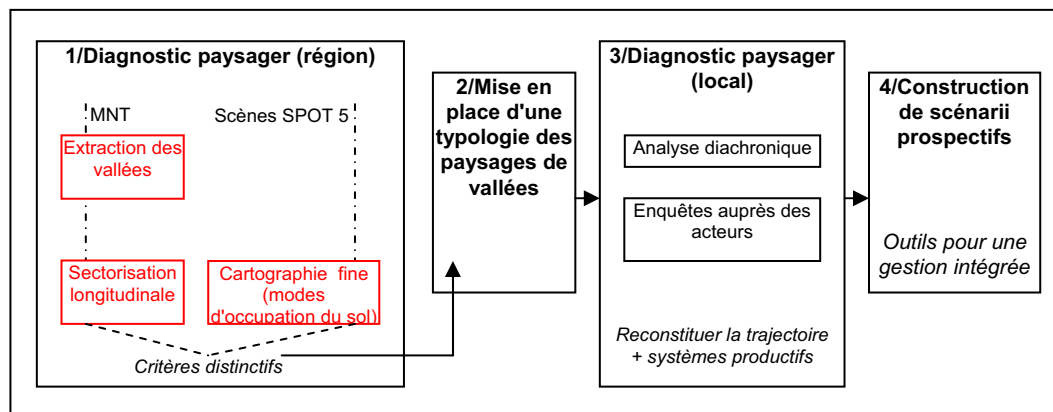 1/Diagnostic paysager (région)
MNT
Scènes SPOT 5
Extraction des
vallées
Sectorisation
longitudinale
Cartographie fine
(modes
d'occupation du sol)
Critères distinctifs
2/Mise en
place d'une
typologie des
paysages de
vallées
3/Diagnostic paysager
(local)
Analyse diachronique
Enquêtes auprès des
acteurs
Reconstituer la trajectoire
+ systèmes productifs
4/Construction
de scénarii
prospectifs
Outils pour une
gestion intégrée